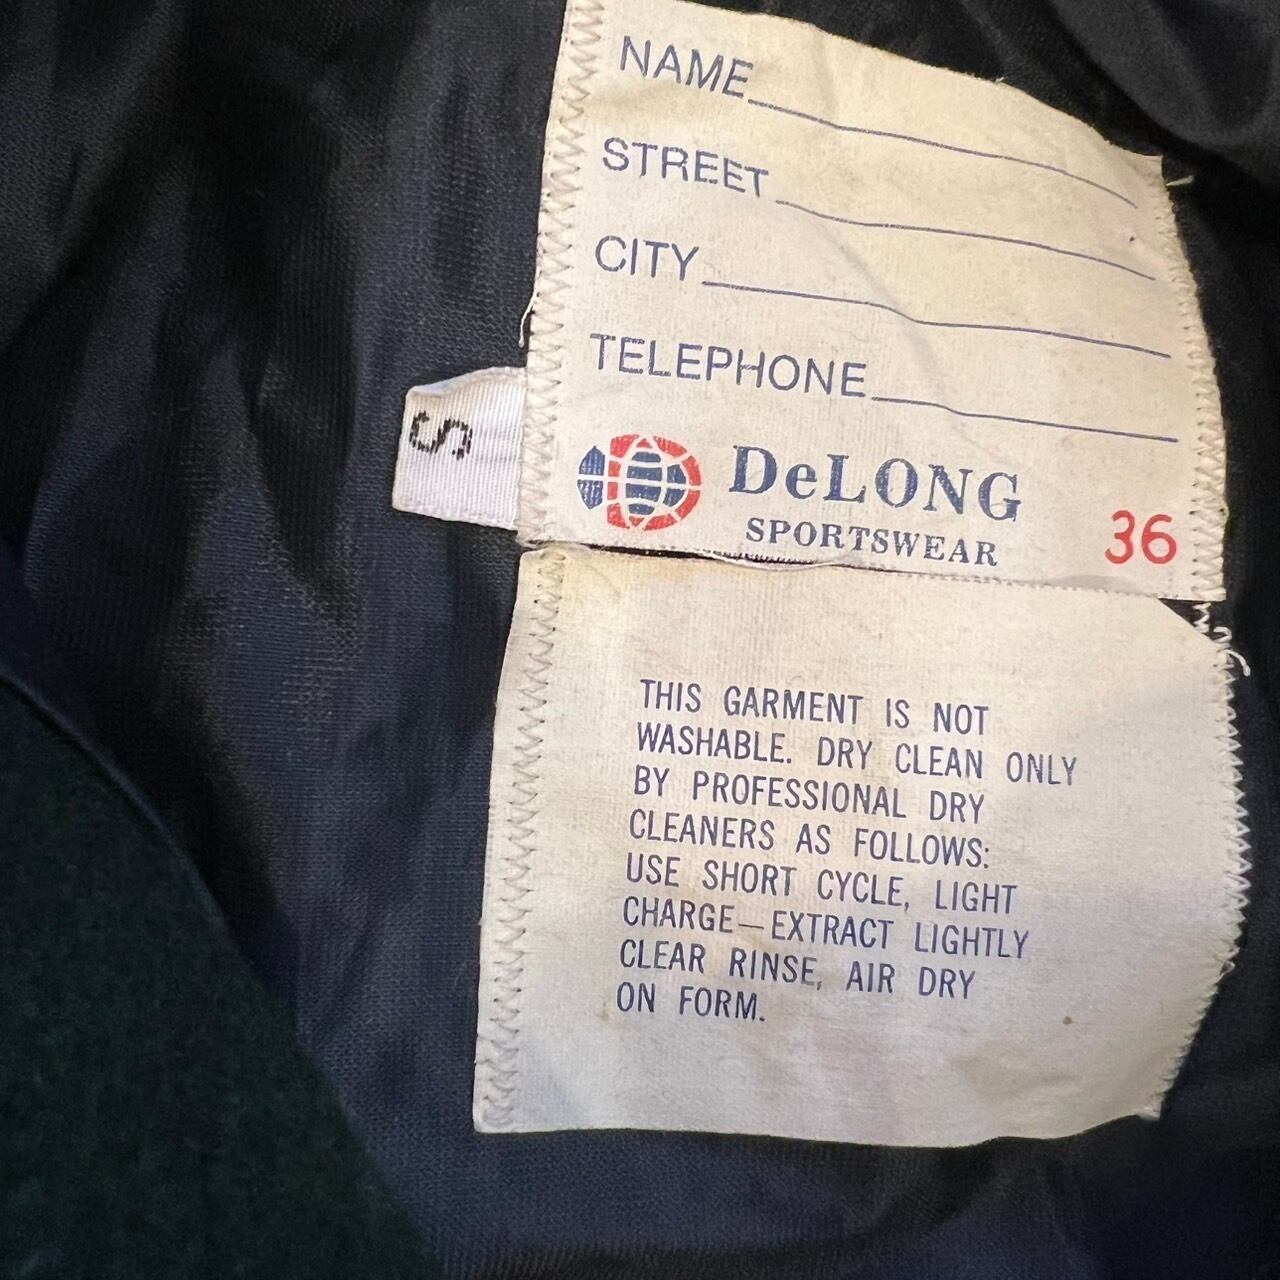 NAME
STREET
CITY
TELEPHONE
S
DeLONG
SPORTSWEAR
36
THIS GARMENT IS NOT
WASHABLE. DRY CLEAN ONLY
BY PROFESSIONAL DRY
CLEANERS AS FOLLOWS:
USE SHORT CYCLE, LIGHT
CHARGE—EXTRACT LIGHTLY
CLEAR RINSE, AIR DRY
ON FORM.